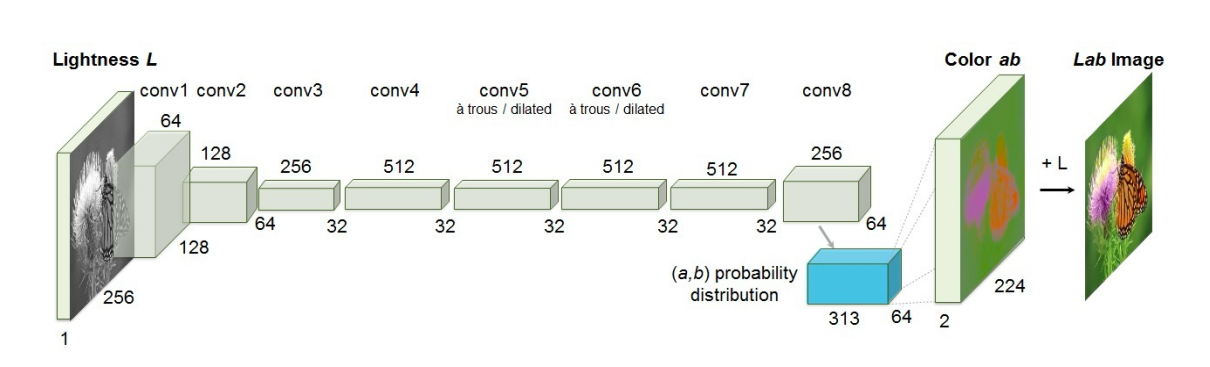 Lightness L
Color ab
Lab Image
conv1
conv2
conv3
conv4
conv5
à trous / dilated
conv6
à trous / dilated
conv7
conv8
64
128
256
512
512
512
512
256
+ L
128
64
32
32
32
32
32
64
256
1
(a,b) probability
distribution
313
64
2
224